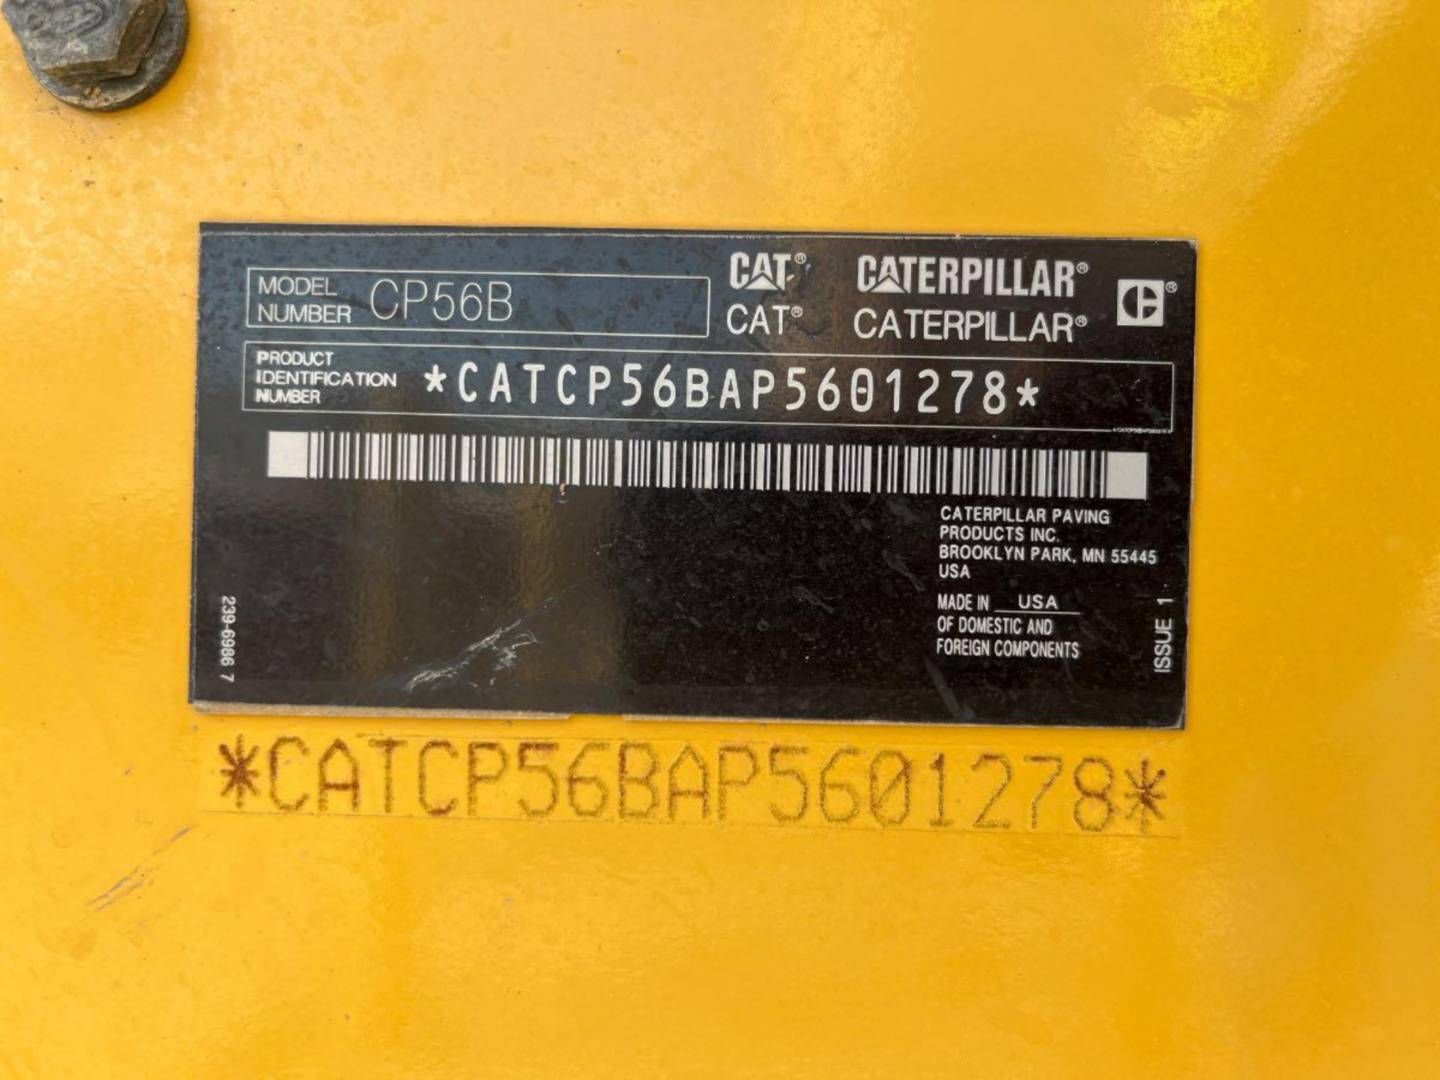 MODEL NUMBER CP56B
CAT® CATERPILLAR® CE®
CAT® CATERPILLAR®
PRODUCT IDENTIFICATION NUMBER *CATCP56BAP5601278*
CATERPILLAR PAVING
PRODUCTS INC.
BROOKLYN PARK, MN 55445
USA
MADE IN USA
OF DOMESTIC AND
FOREIGN COMPONENTS
239-6986 7
ISSUE 1
*CATCP56BAP5601278*